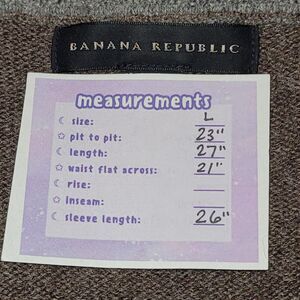 BANANA REPUBLIC
measurements
size: L
pit to pit: 23"
length: 27"
waist flat across: 21"
rise:
inseam:
sleeve length: 26"